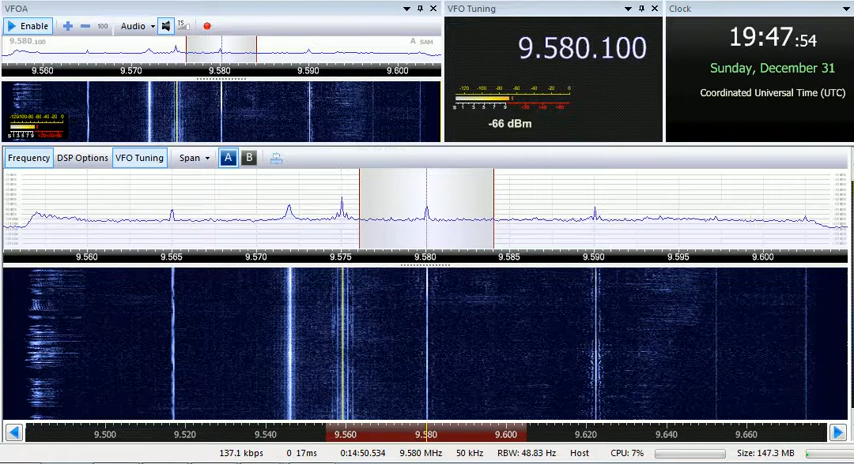 VFOA
Enable 100 Audio
9.580.100 A SAM
9.560 9.570 9.580 9.590 9.600
VFO Tuning
9.580.100
-66 dBm
Clock
19:47:54
Sunday, December 31
Coordinated Universal Time (UTC)
Frequency DSP Options VFO Tuning Span A B
9.560 9.565 9.570 9.575 9.580 9.585 9.590 9.600
9.500 9.520 9.540 9.560 9.580 9.600 9.620 9.640 9.660
137.1 kbps 0 17ms 0:14:50.534 9.580 MHz 50 kHz RBW: 48.83 Hz Host CPU: 7% Size: 147.3 MB